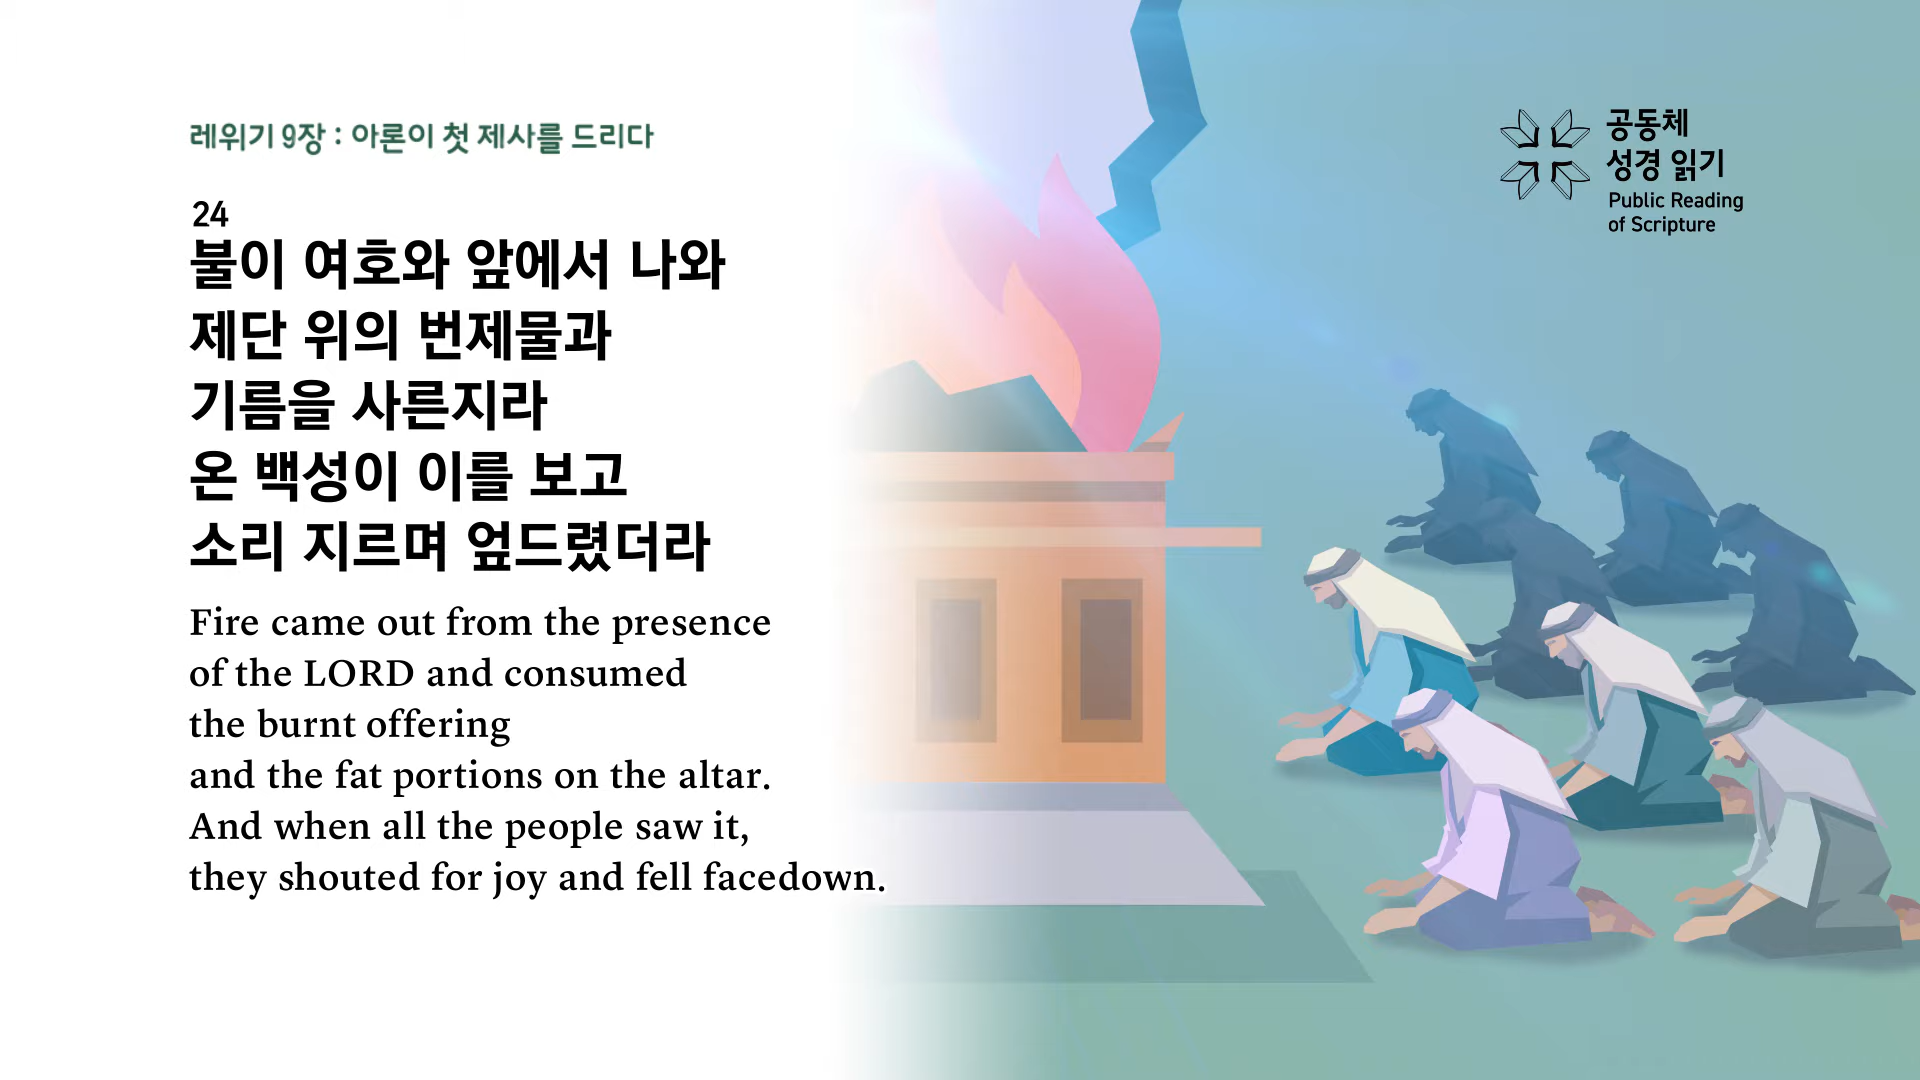 레위기 9장 : 아론이 첫 제사를 드리다
24
불이 여호와 앞에서 나와
제단 위의 번제물과
기름을 사른지라
온 백성이 이를 보고
소리 지르며 엎드렸더라
Fire came out from the presence
of the LORD and consumed
the burnt offering
and the fat portions on the altar.
And when all the people saw it,
they shouted for joy and fell facedown.
공동체
성경 읽기
Public Reading
of Scripture